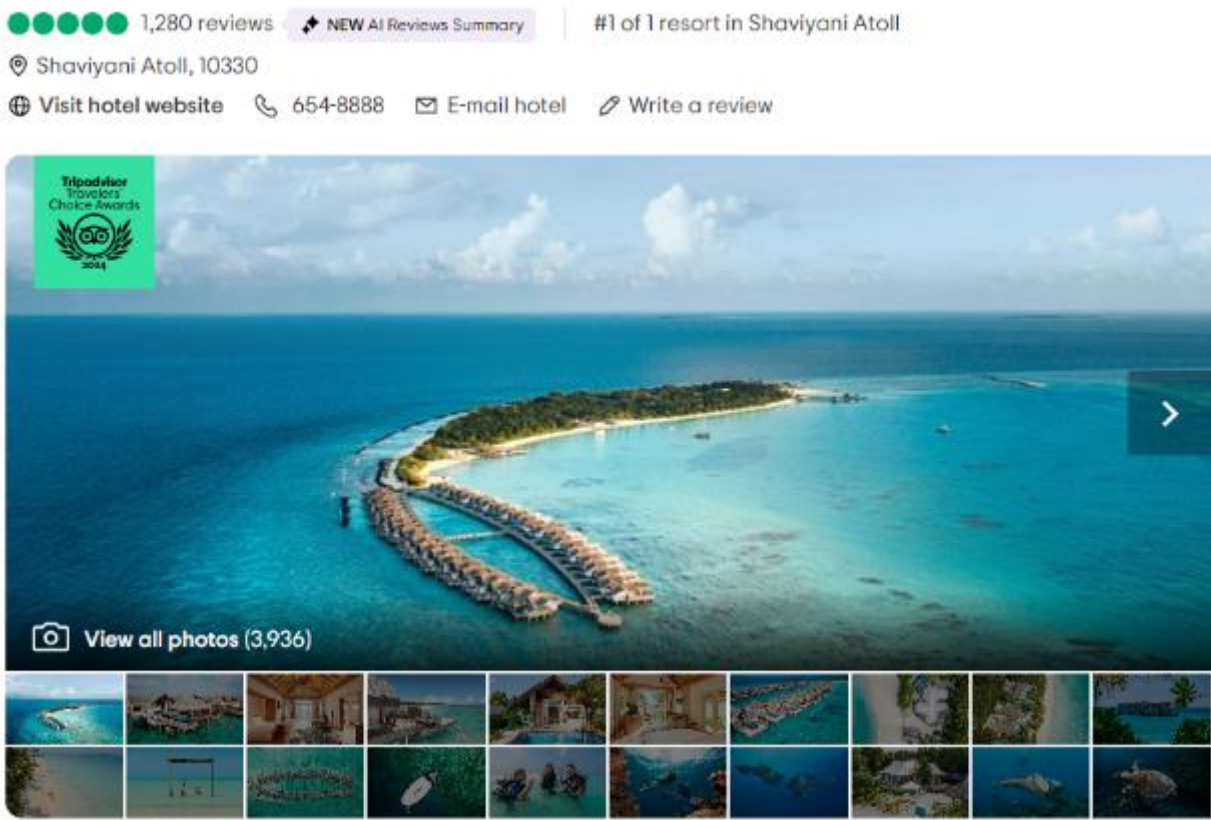 1,280 reviews NEW AI Reviews Summary #1 of 1 resort in Shaviyani Atoll
Shaviyani Atoll, 10330
Visit hotel website 654-8888 E-mail hotel Write a review
Tripadvisor
Travelers'
Choice Awards
2024
View all photos (3,936)